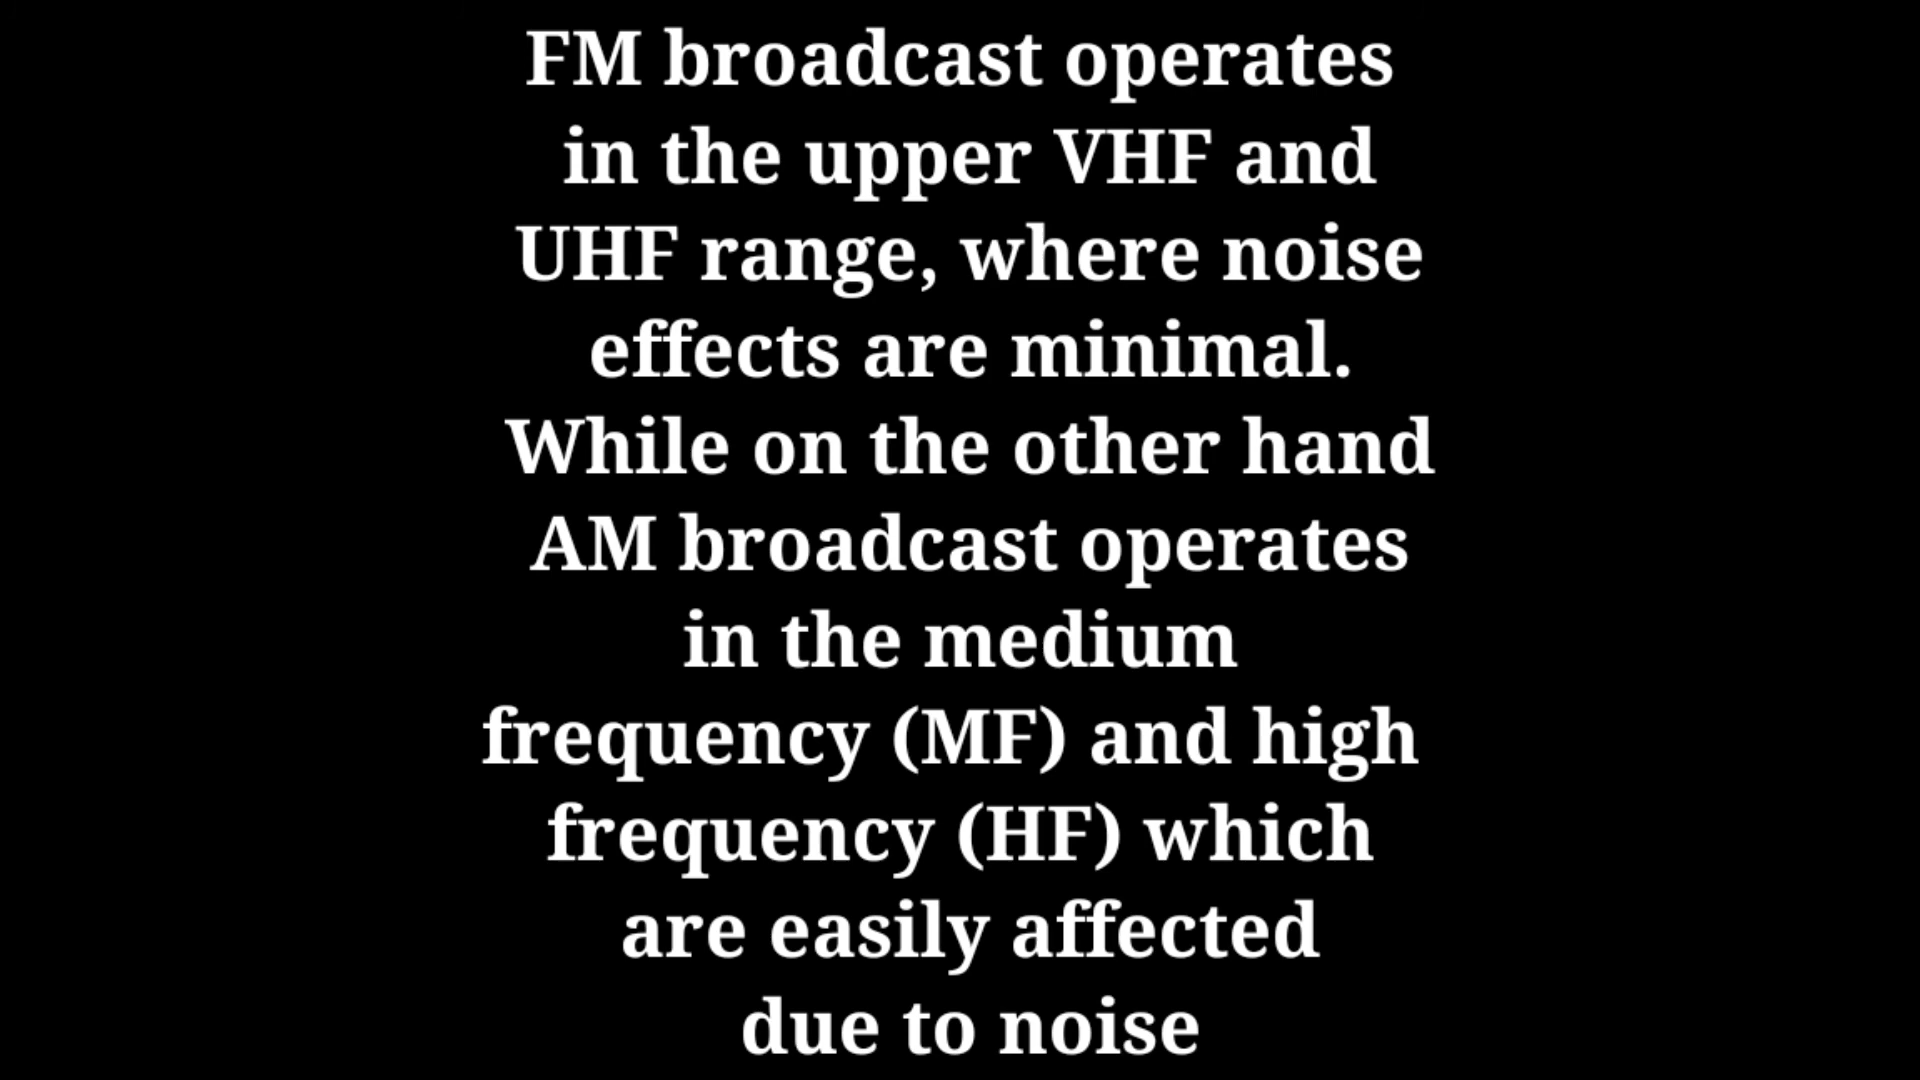 FM broadcast operates
in the upper VHF and
UHF range, where noise
effects are minimal.
While on the other hand
AM broadcast operates
in the medium
frequency (MF) and high
frequency (HF) which
are easily affected
due to noise